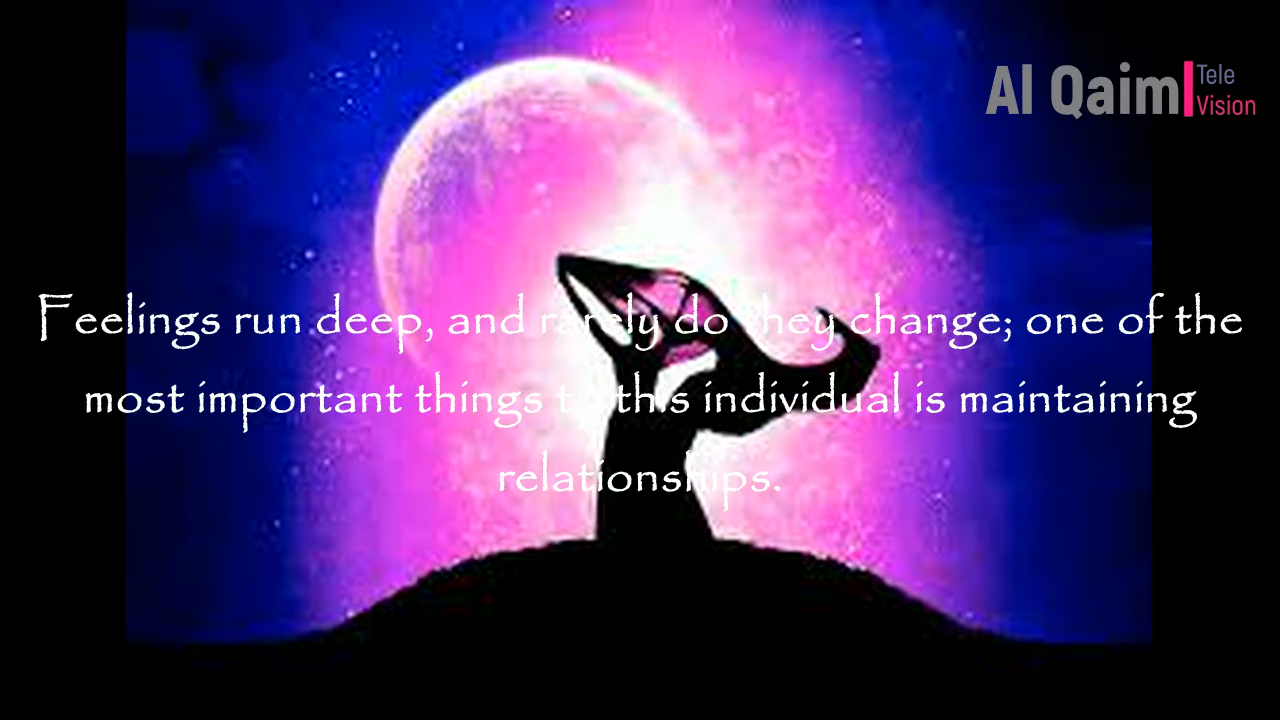 Al Qaim Tele
Vision
Feelings run deep, and rarely do they change; one of the
most important things to this individual is maintaining
relationships.